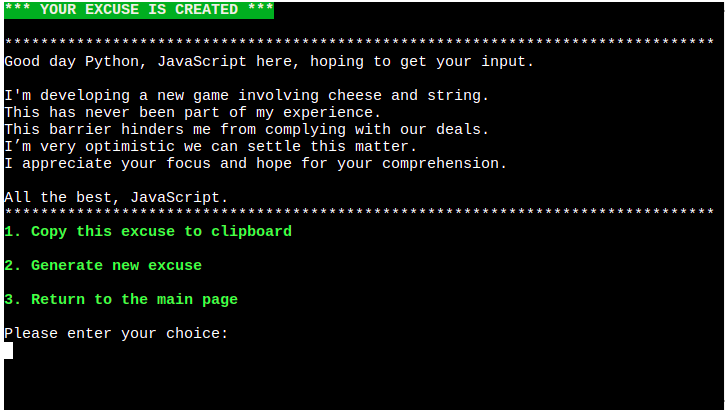 *** YOUR EXCUSE IS CREATED ***
*******************************************************************************
Good day Python, JavaScript here, hoping to get your input.
I'm developing a new game involving cheese and string.
This has never been part of my experience.
This barrier hinders me from complying with our deals.
I’m very optimistic we can settle this matter.
I appreciate your focus and hope for your comprehension.
All the best, JavaScript.
*******************************************************************************
1. Copy this excuse to clipboard
2. Generate new excuse
3. Return to the main page
Please enter your choice: